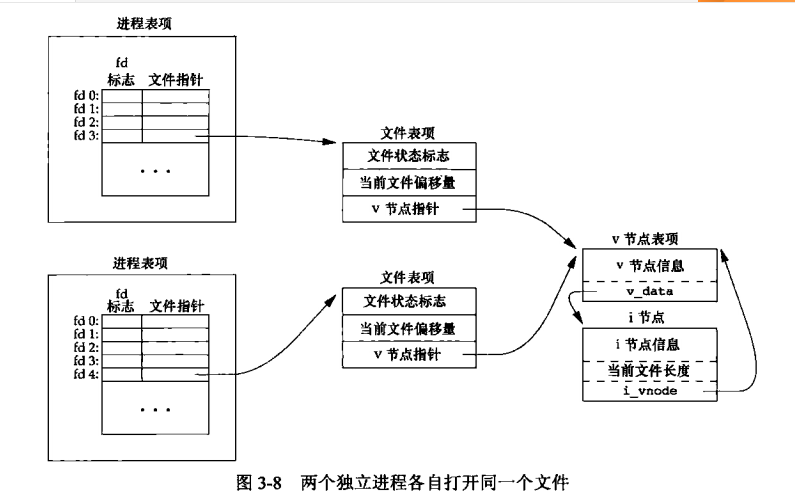 进程表项
fd
标志 文件指针
fd 0:
fd 1:
fd 2:
fd 3:
• • •
文件表项
文件状态标志
当前文件偏移量
v 节点指针
进程表项
fd
标志 文件指针
fd 0:
fd 1:
fd 2:
fd 3:
fd 4:
• • •
文件表项
文件状态标志
当前文件偏移量
v 节点指针
v 节点表项
v 节点信息
v_data
i 节点
i 节点信息
当前文件长度
i_vnode
图 3-8 两个独立进程各自打开同一个文件